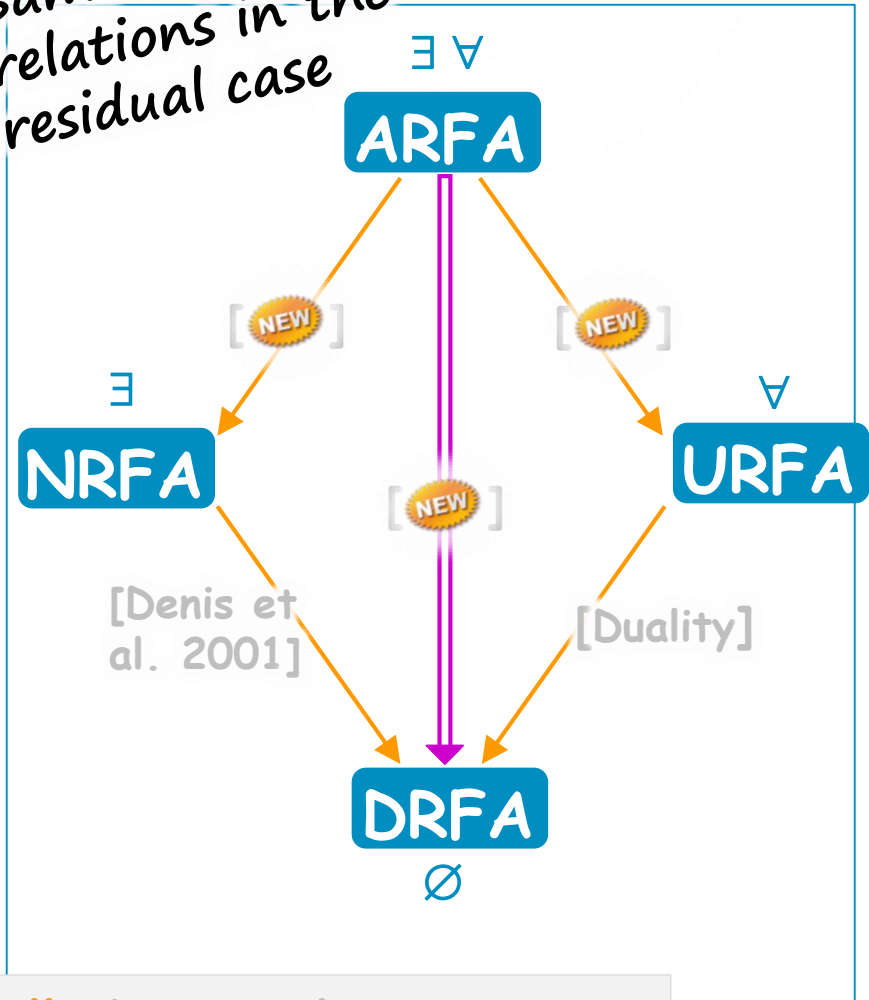 relations in the
residual case
∃ ∀
ARFA
[NEW]
[NEW]
∃
∀
NRFA
URFA
[NEW]
[Denis et
al. 2001]
[Duality]
DRFA
∅